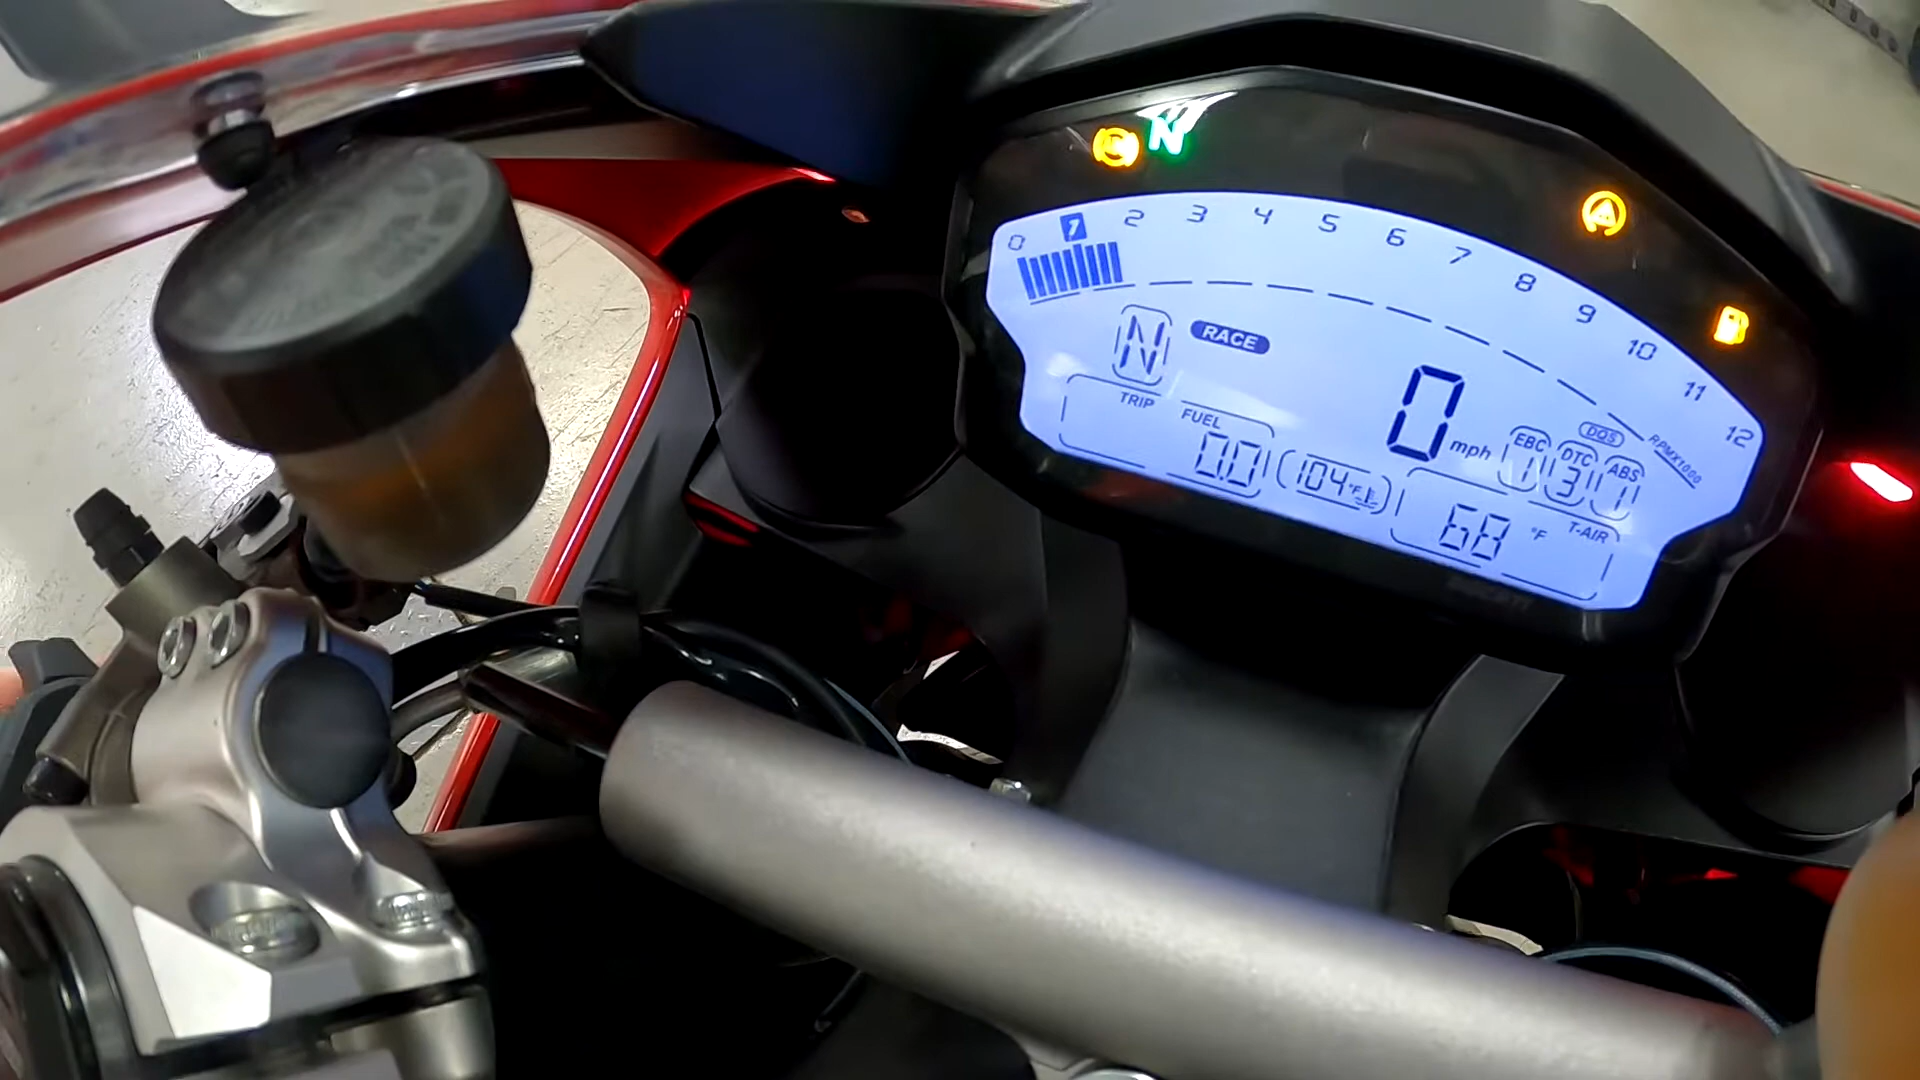 N
0 1 2 3 4 5 6 7 8 9 10 11 12
RPMX1000
N RACE
0 mph
TRIP FUEL
0.0
104 °F
DQS
EBC DTC ABS
1 3 1
68 °F T-AIR